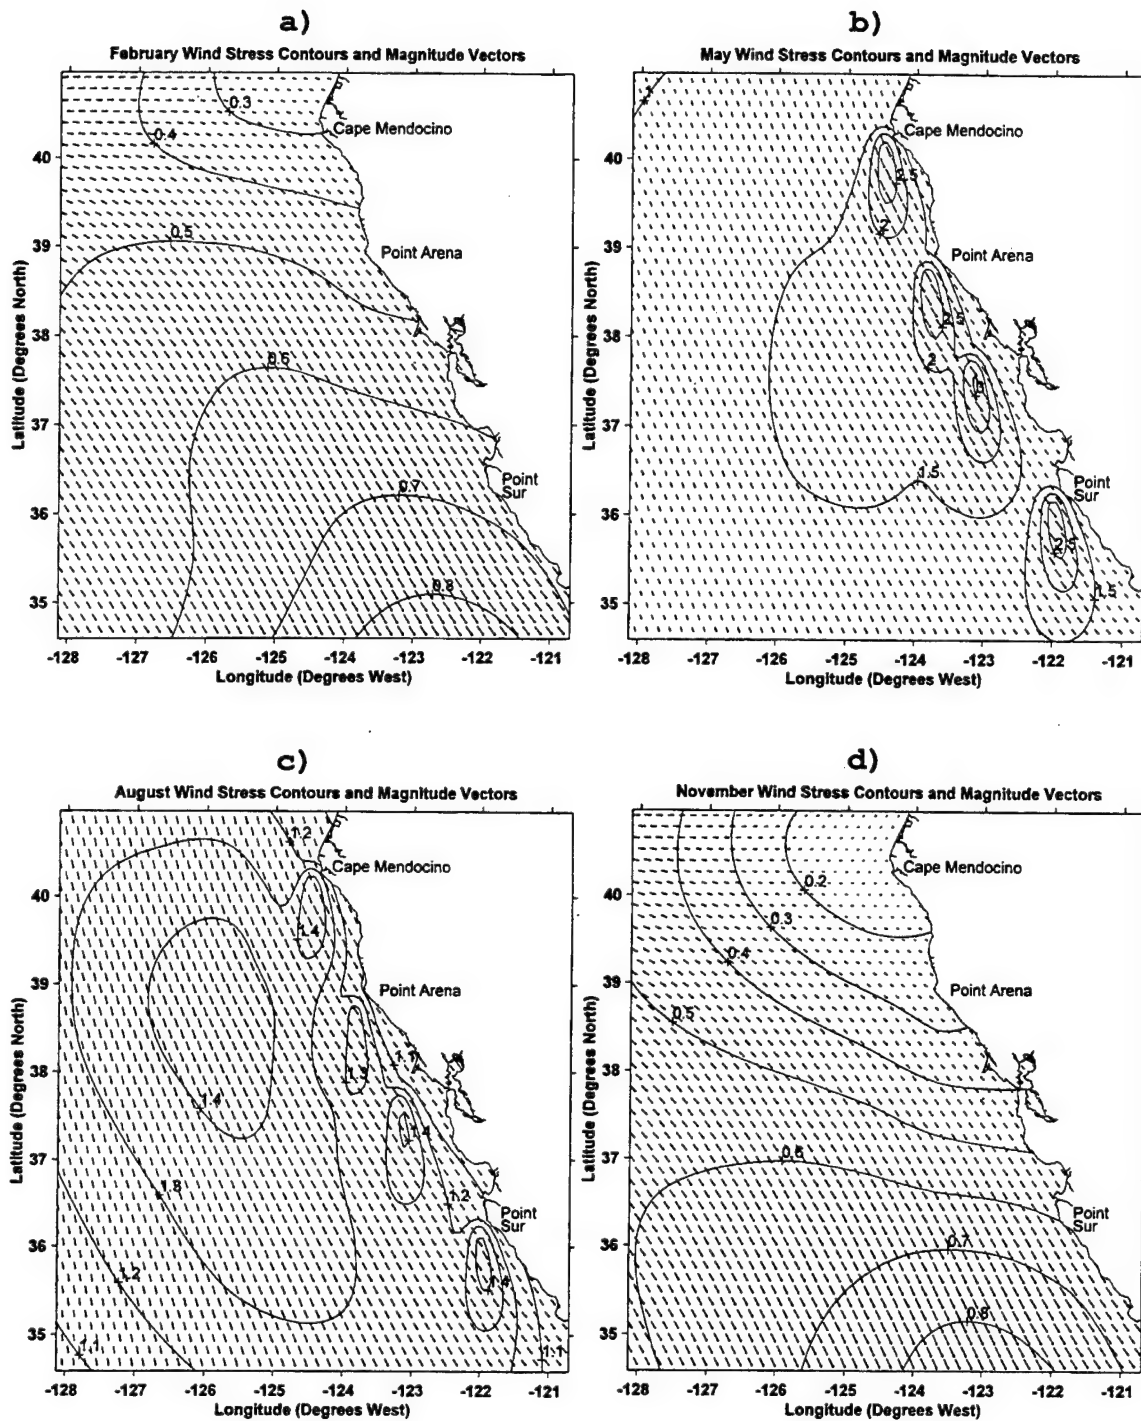 a)
February Wind Stress Contours and Magnitude Vectors
0.3
0.4
Cape Mendocino
0.5
Point Arena
0.6
Point
Sur
0.7
0.8
40
39
38
37
36
35
Latitude (Degrees North)
-128 -127 -126 -125 -124 -123 -122 -121
Longitude (Degrees West)
b)
May Wind Stress Contours and Magnitude Vectors
1
Cape Mendocino
2.5
2
Point Arena
2.5
2
3
1.5
Point
Sur
2.5
1.5
40
39
38
37
36
35
Latitude (Degrees North)
-128 -127 -126 -125 -124 -123 -122 -121
Longitude (Degrees West)
c)
August Wind Stress Contours and Magnitude Vectors
1.2
Cape Mendocino
1.4
Point Arena
1.1
1.3
1.4
1.4
1.3
1.2
Point
Sur
1.2
1.4
1.1
1.1
40
39
38
37
36
35
Latitude (Degrees North)
-128 -127 -126 -125 -124 -123 -122 -121
Longitude (Degrees West)
d)
November Wind Stress Contours and Magnitude Vectors
Cape Mendocino
0.2
0.3
0.4
Point Arena
0.5
0.6
Point
Sur
0.7
0.8
40
39
38
37
36
35
Latitude (Degrees North)
-128 -127 -126 -125 -124 -123 -122 -121
Longitude (Degrees West)